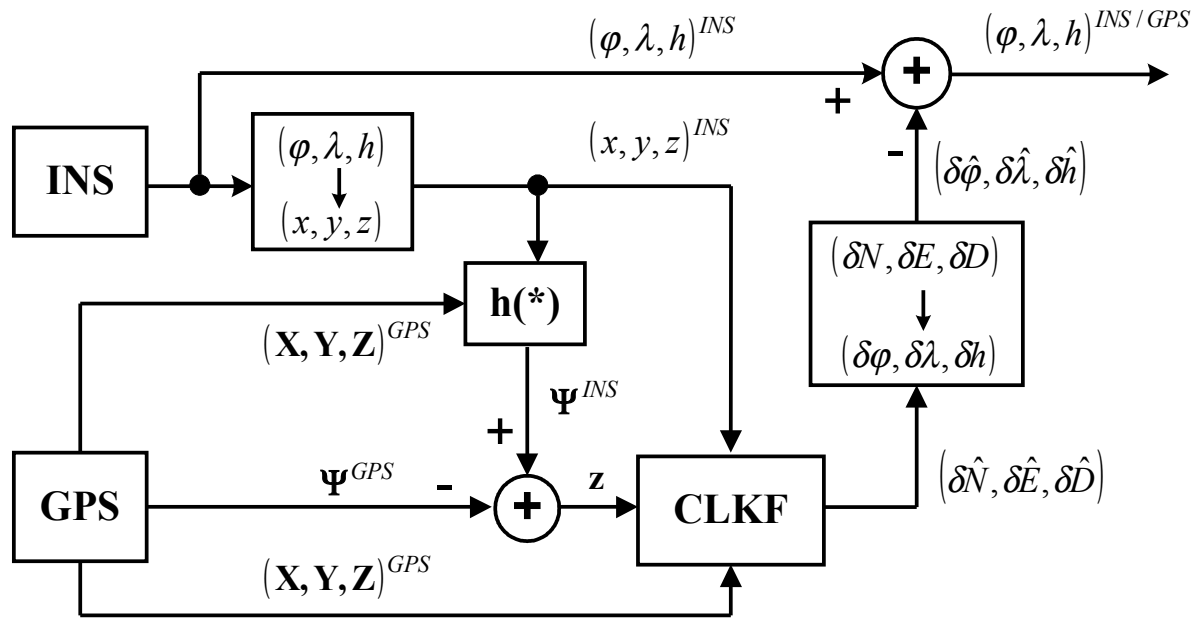 (φ, λ, h)^{INS}
(φ, λ, h)^{INS / GPS}
+
+
INS
(φ, λ, h)
(x, y, z)
(x, y, z)^{INS}
-
(δφ̂, δλ̂, δĥ)
h(*)
(δN, δE, δD)
(δφ, δλ, δh)
(X, Y, Z)^{GPS}
Ψ^{INS}
+
GPS
Ψ^{GPS}
-
+
z
CLKF
(δN̂, δÊ, δD̂)
(X, Y, Z)^{GPS}